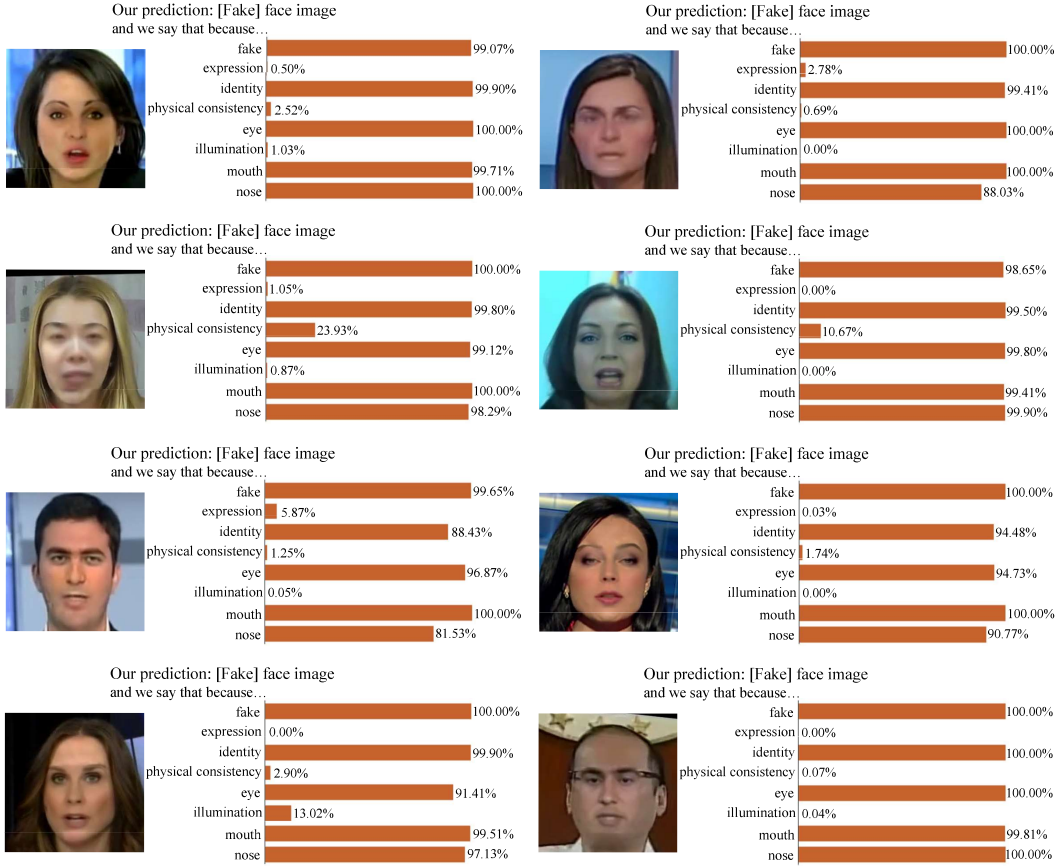 Our prediction: [Fake] face image
and we say that because…
fake 99.07%
expression 0.50%
identity 99.90%
physical consistency 2.52%
eye 100.00%
illumination 1.03%
mouth 99.71%
nose 100.00%
Our prediction: [Fake] face image
and we say that because…
fake 100.00%
expression 2.78%
identity 99.41%
physical consistency 0.69%
eye 100.00%
illumination 0.00%
mouth 100.00%
nose 88.03%
Our prediction: [Fake] face image
and we say that because…
fake 100.00%
expression 1.05%
identity 99.80%
physical consistency 23.93%
eye 99.12%
illumination 0.87%
mouth 100.00%
nose 98.29%
Our prediction: [Fake] face image
and we say that because…
fake 98.65%
expression 0.00%
identity 99.50%
physical consistency 10.67%
eye 99.80%
illumination 0.00%
mouth 99.41%
nose 99.90%
Our prediction: [Fake] face image
and we say that because…
fake 99.65%
expression 5.87%
identity 88.43%
physical consistency 1.25%
eye 96.87%
illumination 0.05%
mouth 100.00%
nose 81.53%
Our prediction: [Fake] face image
and we say that because…
fake 100.00%
expression 0.03%
identity 94.48%
physical consistency 1.74%
eye 94.73%
illumination 0.00%
mouth 100.00%
nose 90.77%
Our prediction: [Fake] face image
and we say that because…
fake 100.00%
expression 0.00%
identity 99.90%
physical consistency 2.90%
eye 91.41%
illumination 13.02%
mouth 99.51%
nose 97.13%
Our prediction: [Fake] face image
and we say that because…
fake 100.00%
expression 0.00%
identity 100.00%
physical consistency 0.07%
eye 100.00%
illumination 0.04%
mouth 99.81%
nose 100.00%